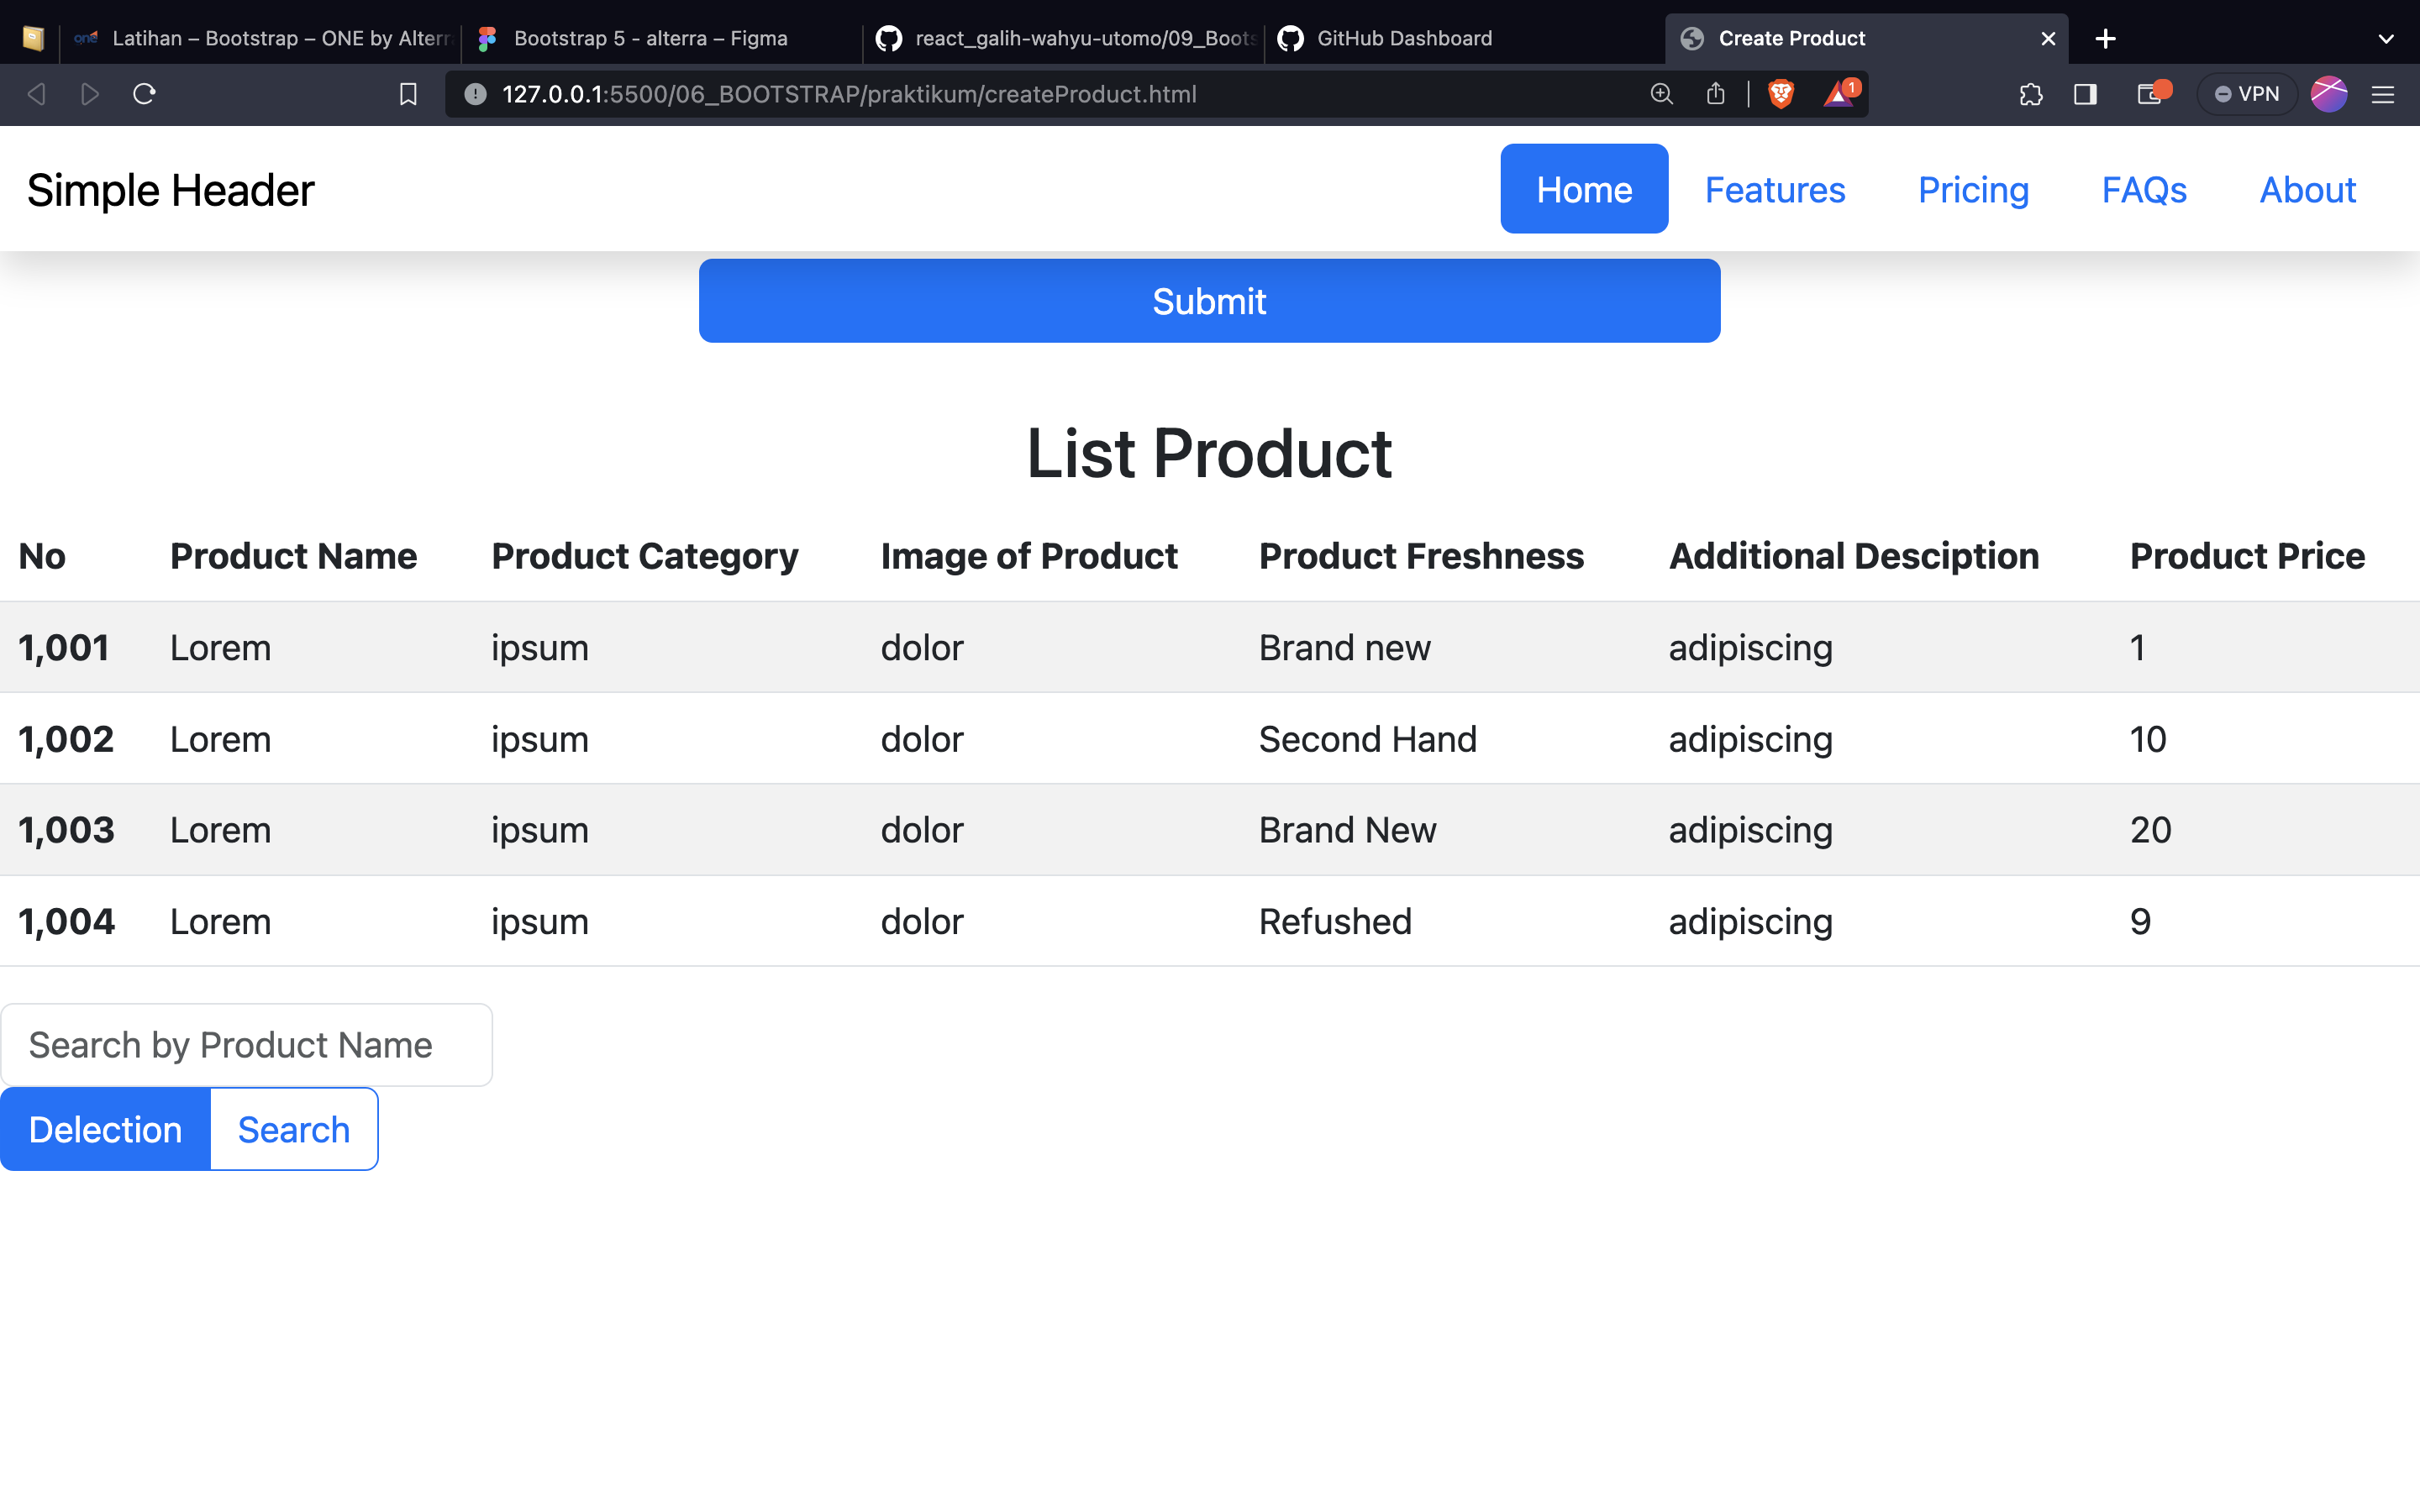 one Latihan – Bootstrap – ONE by Alterr
Bootstrap 5 - alterra – Figma
react_galih-wahyu-utomo/09_Boots
GitHub Dashboard
Create Product
127.0.0.1:5500/06_BOOTSTRAP/praktikum/createProduct.html
1
VPN
Simple Header
Home Features Pricing FAQs About
Submit
List Product
No Product Name Product Category Image of Product Product Freshness Additional Desciption Product Price
1,001 Lorem ipsum dolor Brand new adipiscing 1
1,002 Lorem ipsum dolor Second Hand adipiscing 10
1,003 Lorem ipsum dolor Brand New adipiscing 20
1,004 Lorem ipsum dolor Refushed adipiscing 9
Search by Product Name
Delection Search